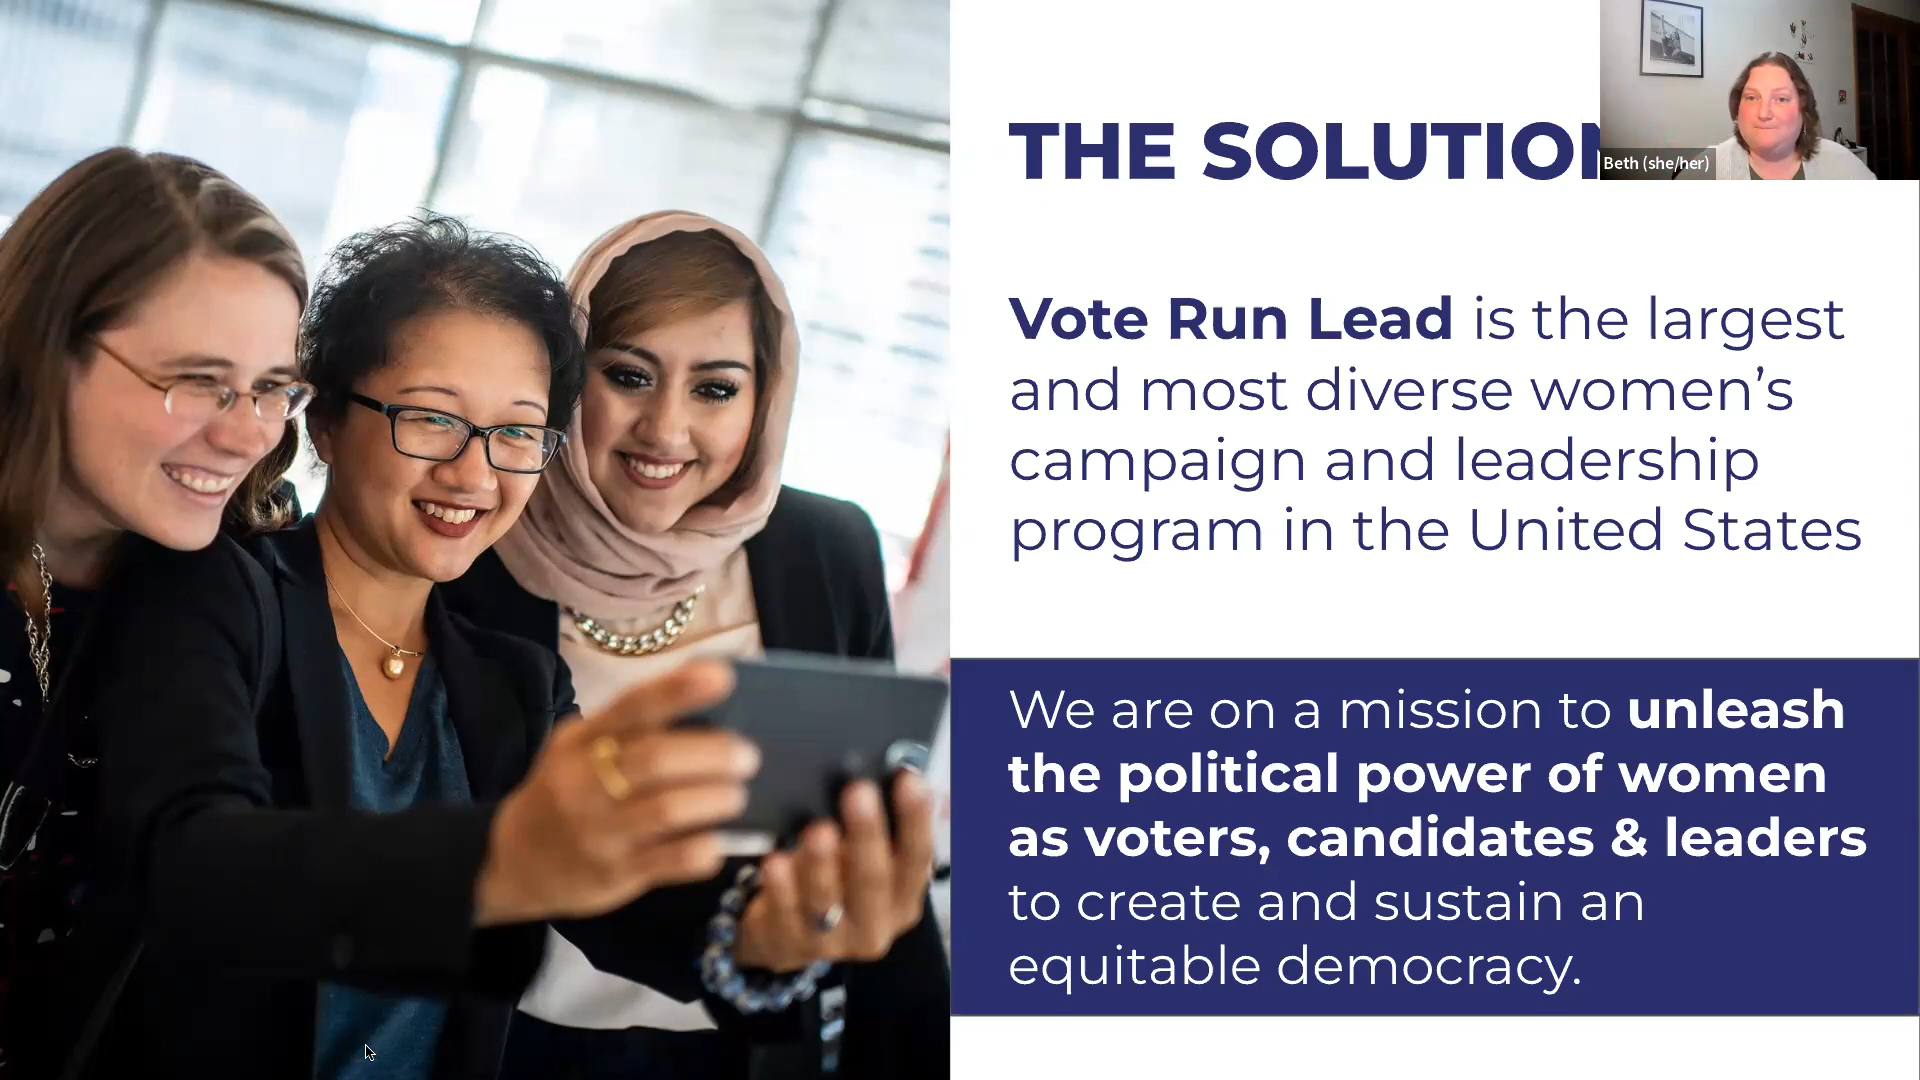 THE SOLUTION
Beth (she/her)
Vote Run Lead is the largest
and most diverse women’s
campaign and leadership
program in the United States
We are on a mission to unleash
the political power of women
as voters, candidates & leaders
to create and sustain an
equitable democracy.